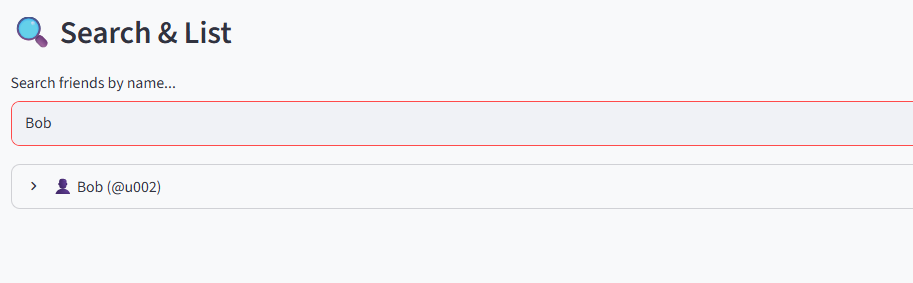 Search & List
Search friends by name...
Bob
Bob (@u002)